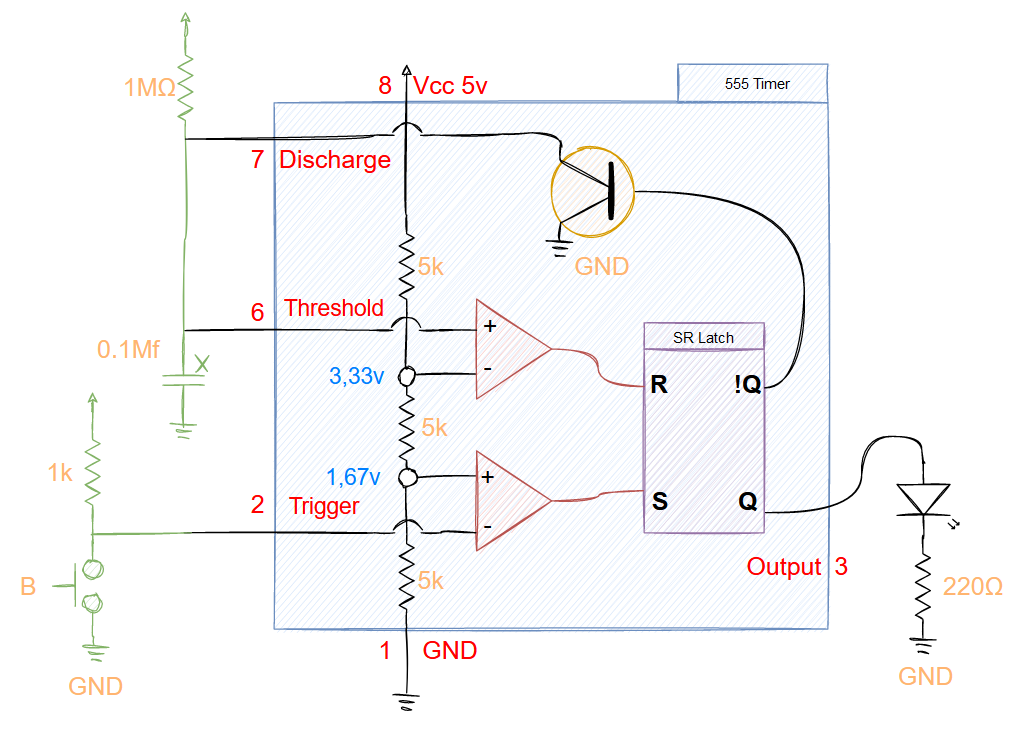 555 Timer
1MΩ
8 Vcc 5v
7 Discharge
5k
GND
6 Threshold
+
SR Latch
0.1Mf
X
3,33v
-
R
!Q
5k
1k
1,67v
+
2 Trigger
S
Q
-
Output 3
B
5k
220Ω
1 GND
GND
GND